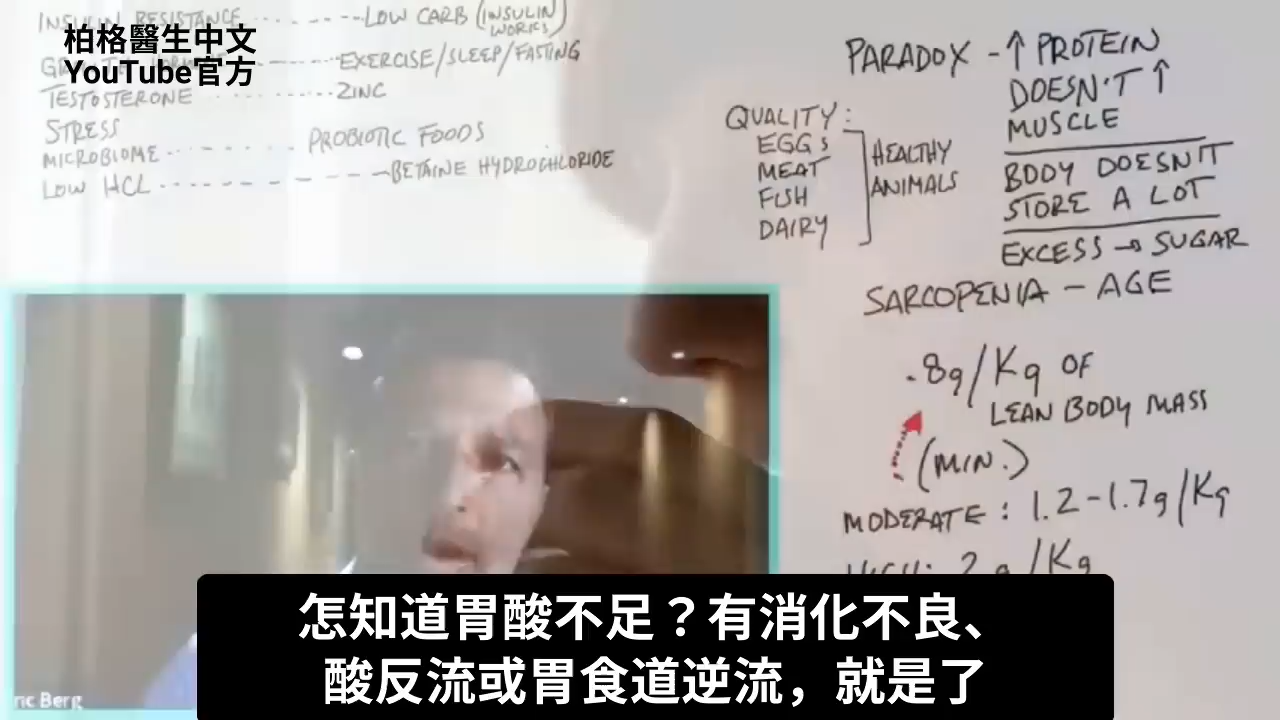 INSULIN RESISTANCE ---------- LOW CARB (INSULIN WORKS)
柏格醫生中文
YouTube官方
EXERCISE/SLEEP/FASTING
TESTOSTERONE ------- ZINC
STRESS
MICROBIOME -------- PROBIOTIC FOODS
LOW HCL ---------- BETAINE HYDROCHLORIDE
QUALITY:
EGGS
MEAT
FISH
DAIRY
HEALTHY
ANIMALS
PARADOX - ↑ PROTEIN
DOESN'T ↑
MUSCLE
BODY DOESN'T
STORE A LOT
EXCESS → SUGAR
SARCOPENIA - AGE
.8g/Kg OF
LEAN BODY MASS
(MIN.)
MODERATE: 1.2-1.7g/Kg
2 g/Kg
ric Berg
怎知道胃酸不足？有消化不良、
酸反流或胃食道逆流，就是了